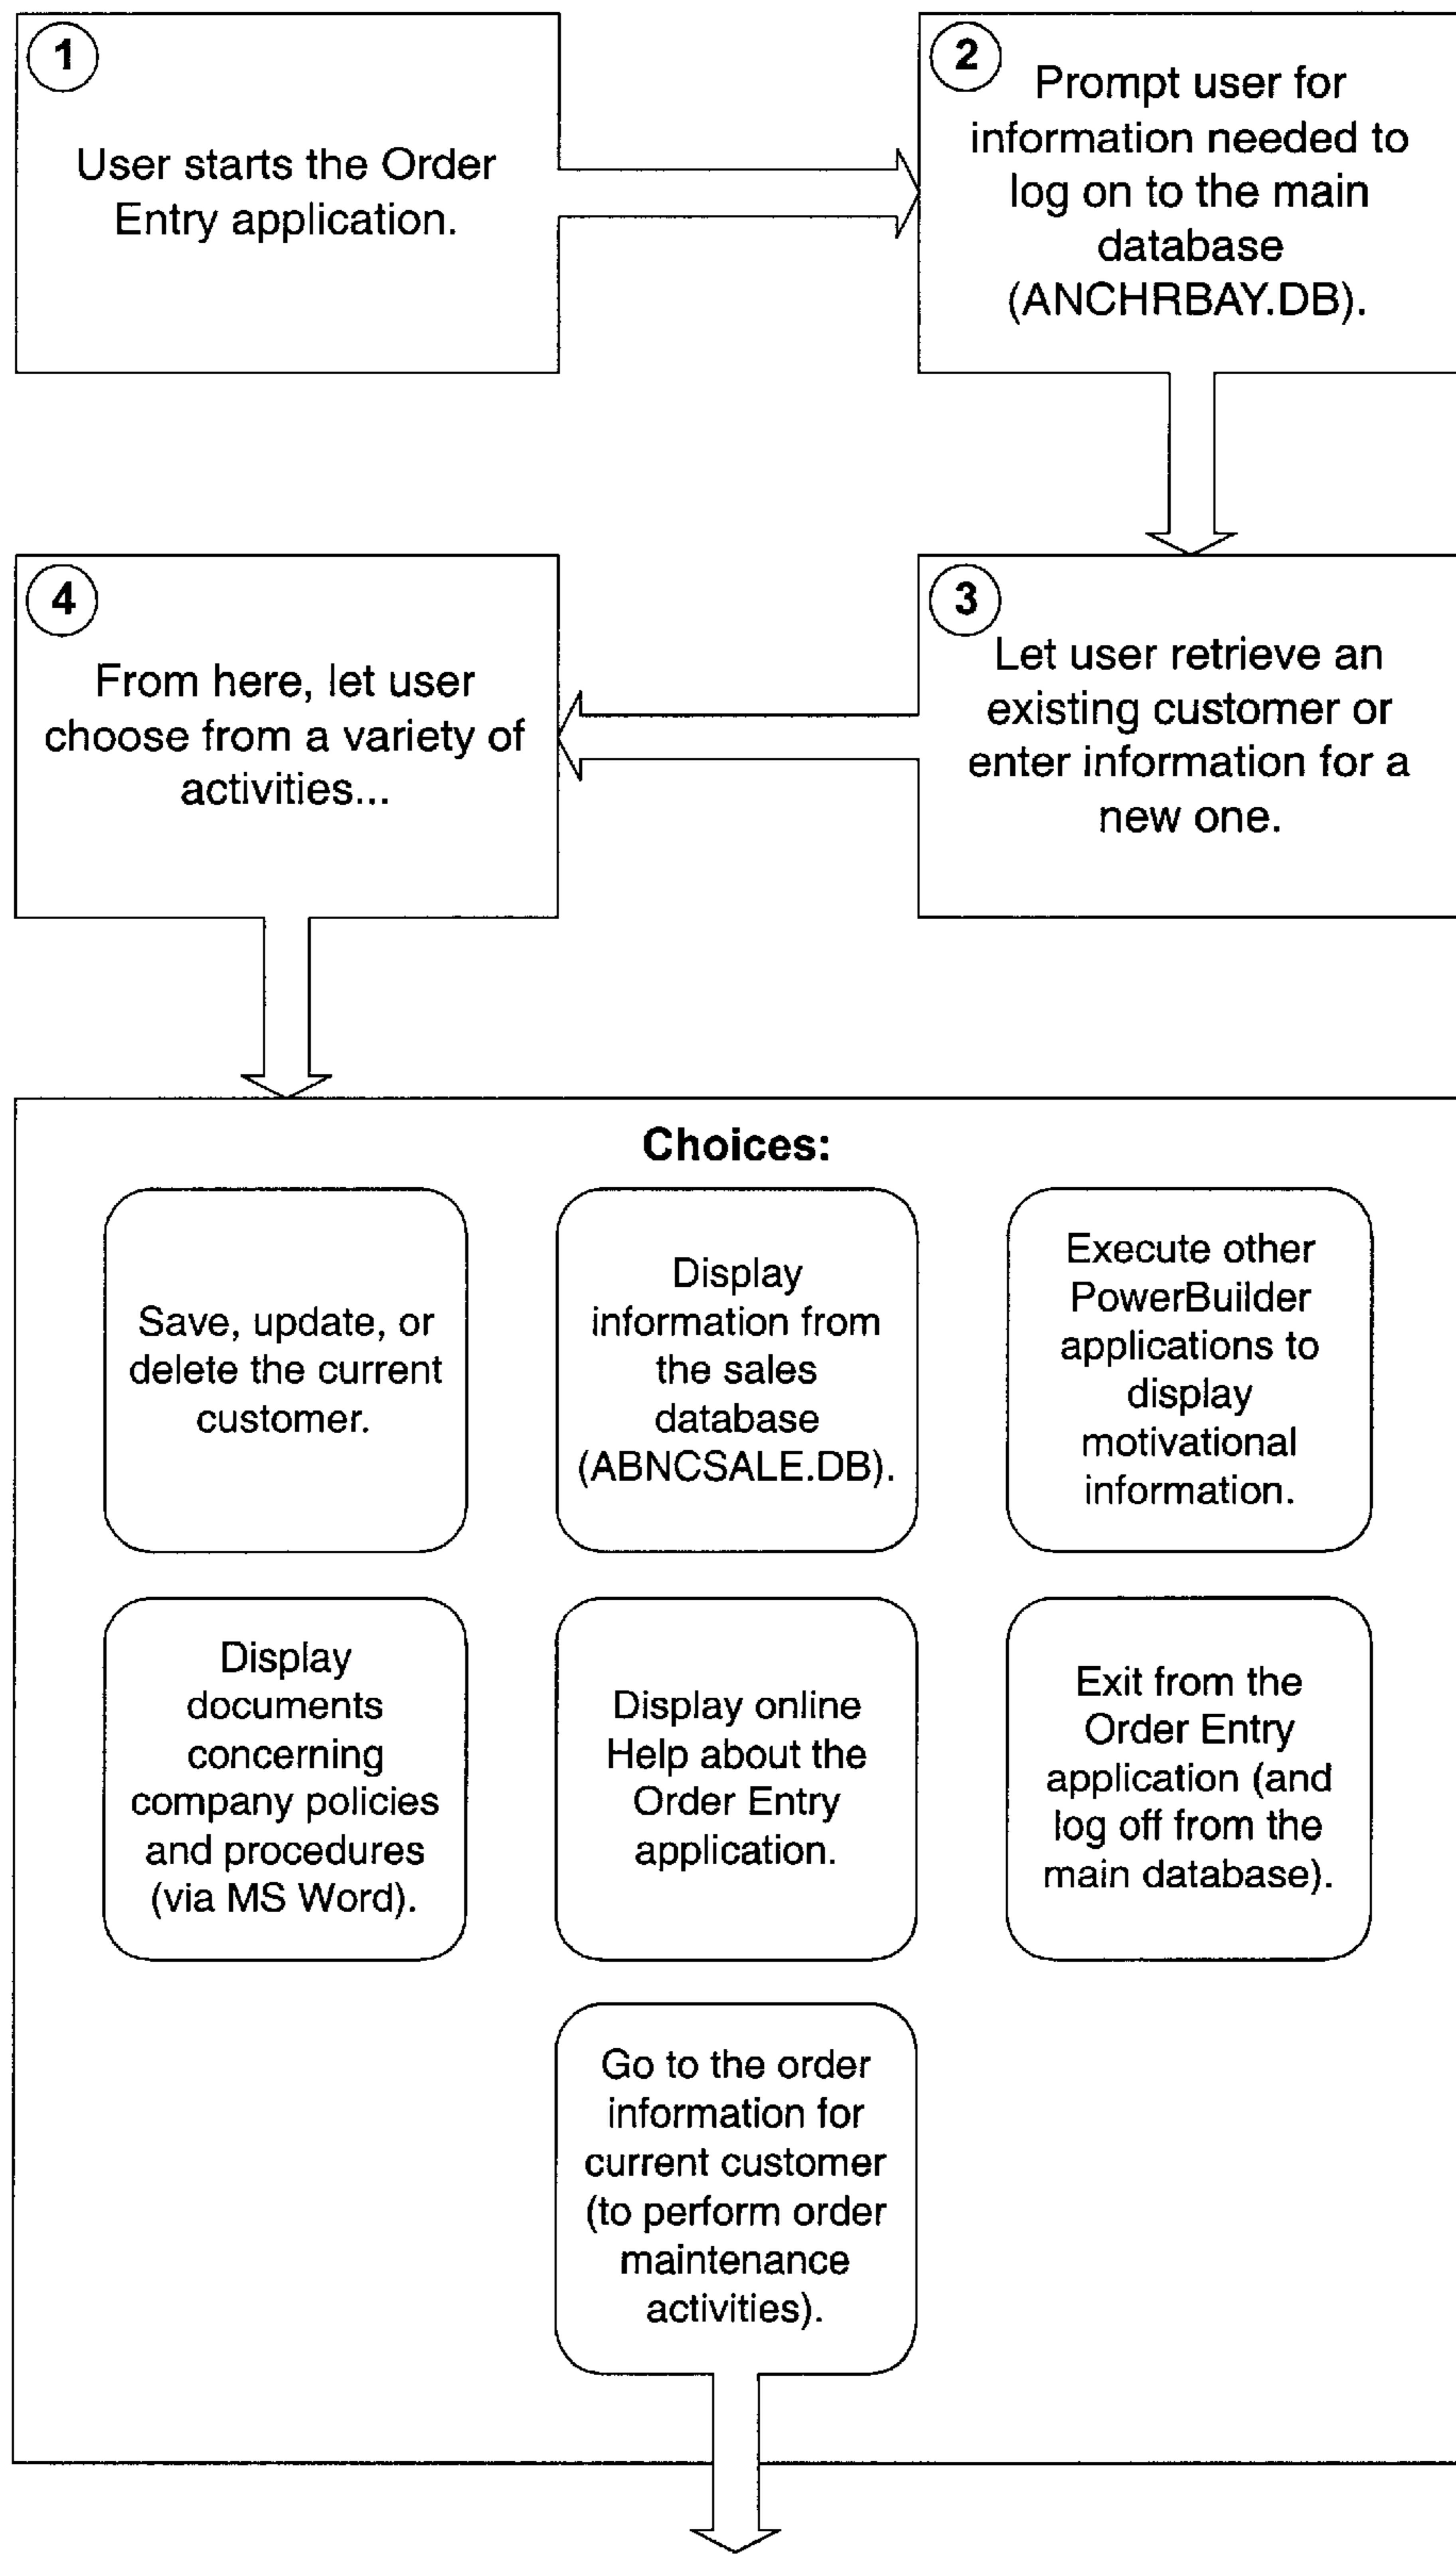 1
User starts the Order
Entry application.
2
Prompt user for
information needed to
log on to the main
database
(ANCHRBAY.DB).
3
Let user retrieve an
existing customer or
enter information for a
new one.
4
From here, let user
choose from a variety of
activities...
Choices:
Save, update, or
delete the current
customer.
Display
information from
the sales
database
(ABNCSALE.DB).
Execute other
PowerBuilder
applications to
display
motivational
information.
Display
documents
concerning
company policies
and procedures
(via MS Word).
Display online
Help about the
Order Entry
application.
Exit from the
Order Entry
application (and
log off from the
main database).
Go to the order
information for
current customer
(to perform order
maintenance
activities).